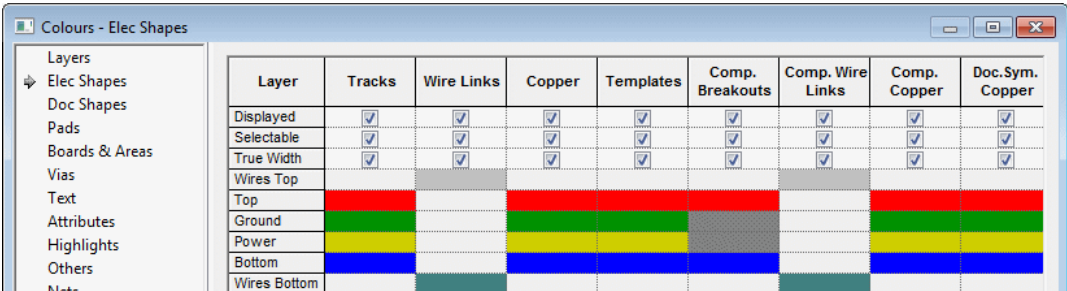 Colours - Elec Shapes
Layers
Elec Shapes
Doc Shapes
Pads
Boards & Areas
Vias
Text
Attributes
Highlights
Others
Nets
Layer Tracks Wire Links Copper Templates Comp. Breakouts Comp. Wire Links Comp. Copper Doc.Sym. Copper
Displayed
Selectable
True Width
Wires Top
Top
Ground
Power
Bottom
Wires Bottom